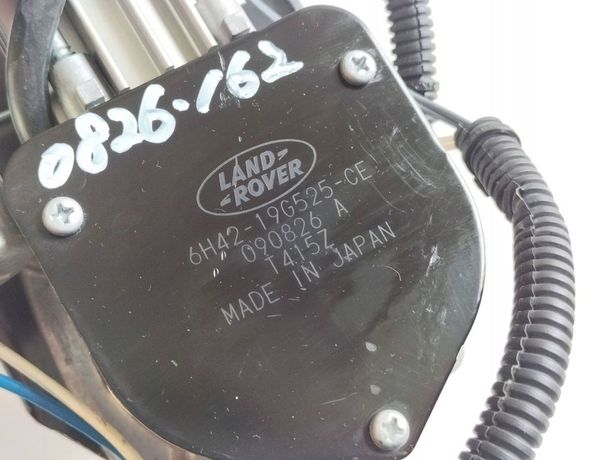 0826-162
LAND-
-ROVER
6H42-19G525-CE
090826 A
T415Z
MADE IN JAPAN